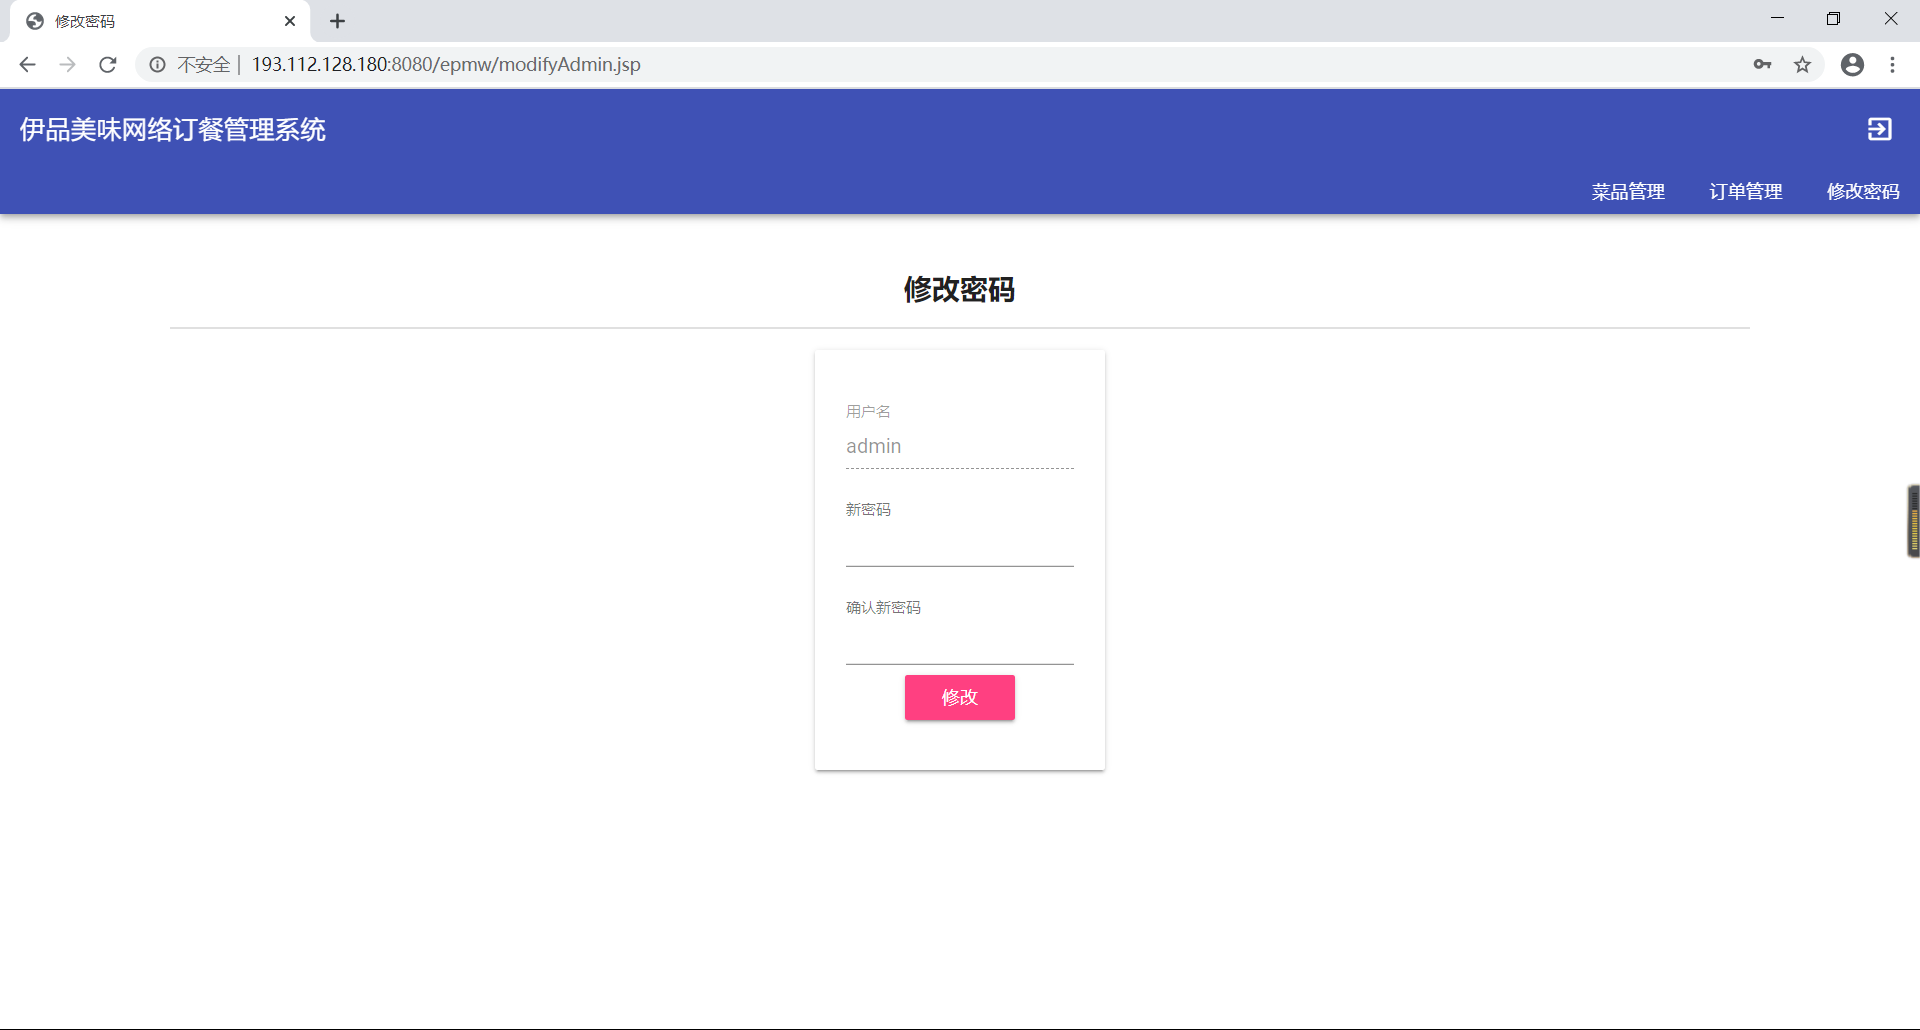 修改密码
不安全 | 193.112.128.180:8080/epmw/modifyAdmin.jsp
伊品美味网络订餐管理系统
菜品管理 订单管理 修改密码
修改密码
用户名
admin
新密码
确认新密码
修改